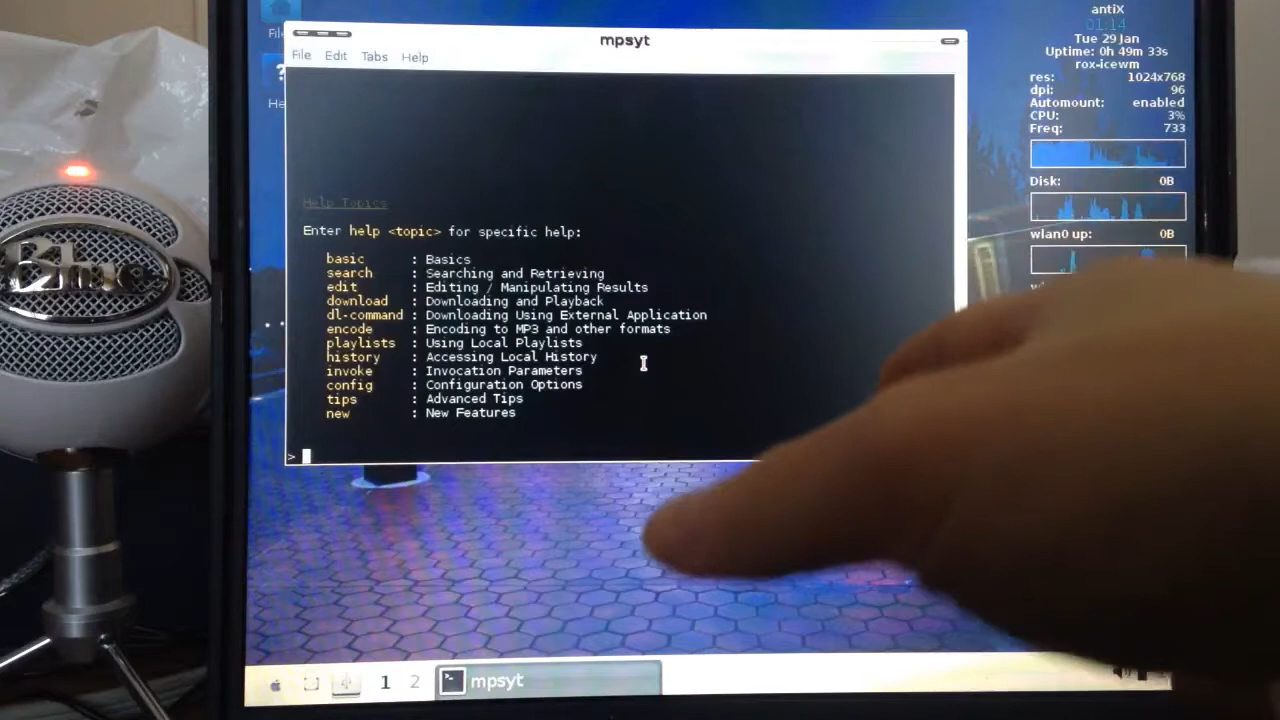 mpsyt
File Edit Tabs Help
Help Topics
Enter help <topic> for specific help:
basic : Basics
search : Searching and Retrieving
edit : Editing / Manipulating Results
download : Downloading and Playback
dl-command : Downloading Using External Application
encode : Encoding to MP3 and other formats
playlists : Using Local Playlists
history : Accessing Local History
invoke : Invocation Parameters
config : Configuration Options
tips : Advanced Tips
new : New Features
>
antiX
01:14
Tue 29 Jan
Uptime: 0h 49m 33s
rox-icewm
res: 1024x768
dpi: 96
Automount: enabled
CPU: 3%
Freq: 733
Disk: 0B
wlan0 up: 0B
1 2 mpsyt
Blue